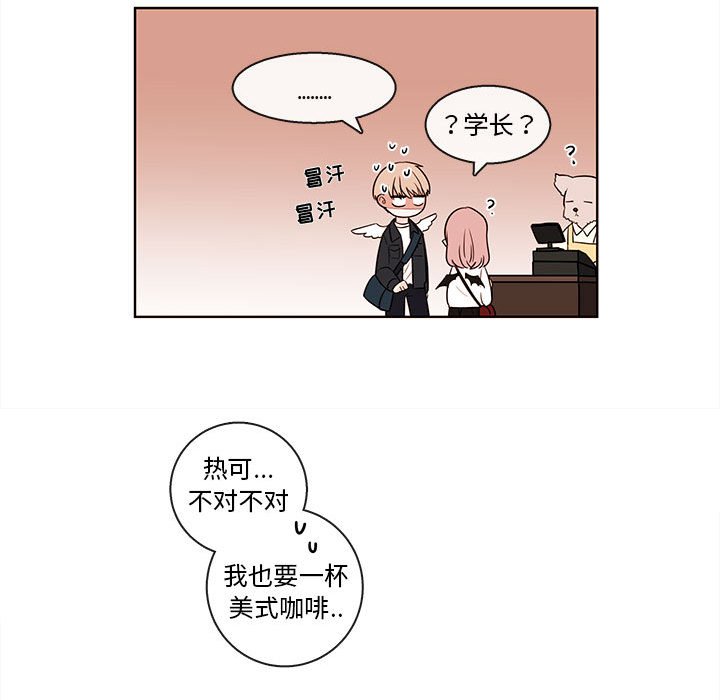 ………
？学长？
冒汗
冒汗
?
?
热可...
不对不对
我也要一杯
美式咖啡..